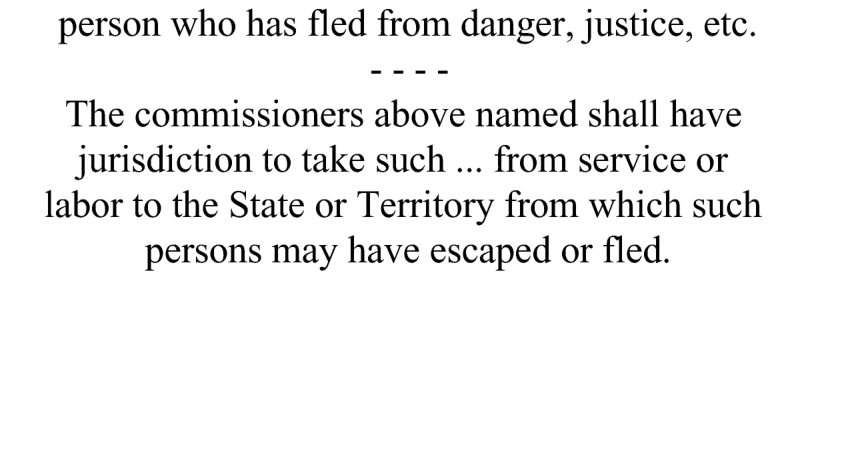 person who has fled from danger, justice, etc.
- - - -
The commissioners above named shall have
jurisdiction to take such ... from service or
labor to the State or Territory from which such
persons may have escaped or fled.